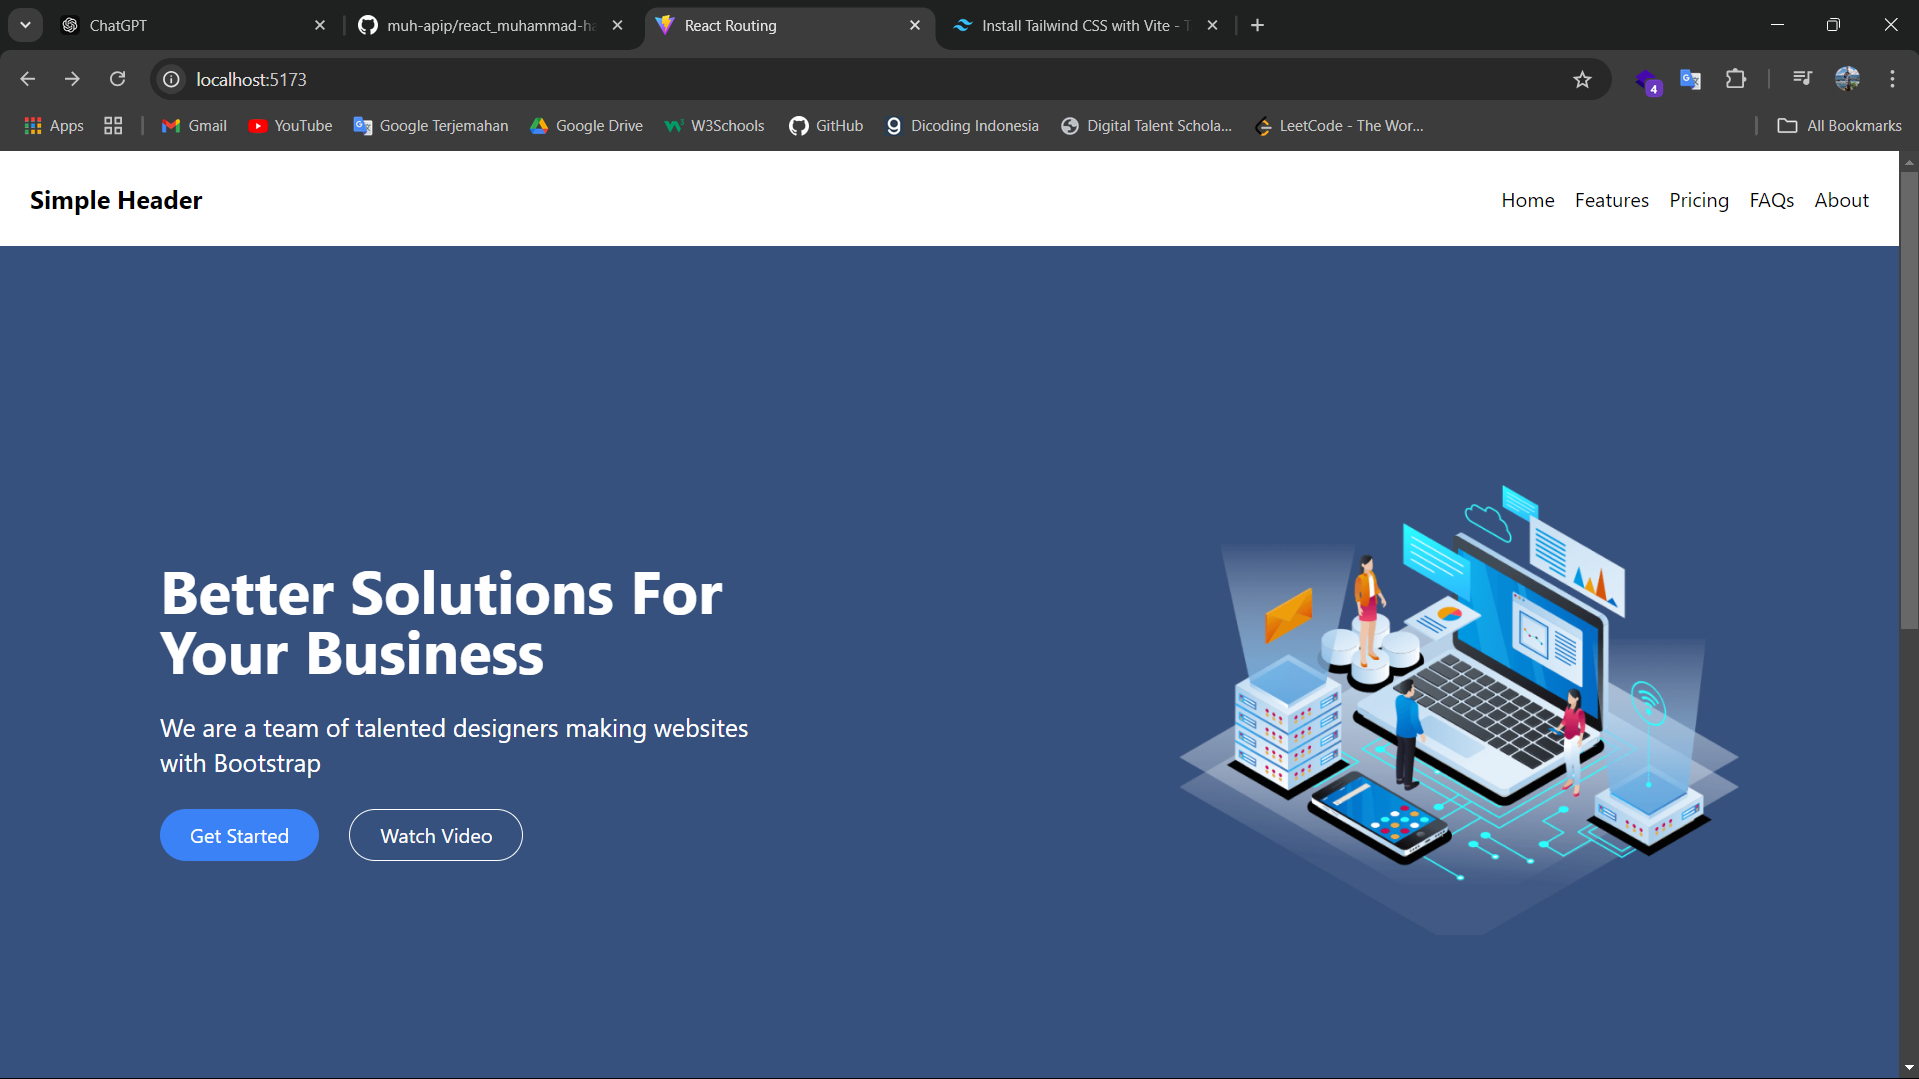 ChatGPT
muh-apip/react_muhammad-ha
React Routing
Install Tailwind CSS with Vite - T
localhost:5173
4
Apps
Gmail
YouTube
Google Terjemahan
Google Drive
W3Schools
GitHub
Dicoding Indonesia
Digital Talent Schola...
LeetCode - The Wor...
All Bookmarks
Simple Header
Home
Features
Pricing
FAQs
About
Better Solutions For
Your Business
We are a team of talented designers making websites
with Bootstrap
Get Started
Watch Video